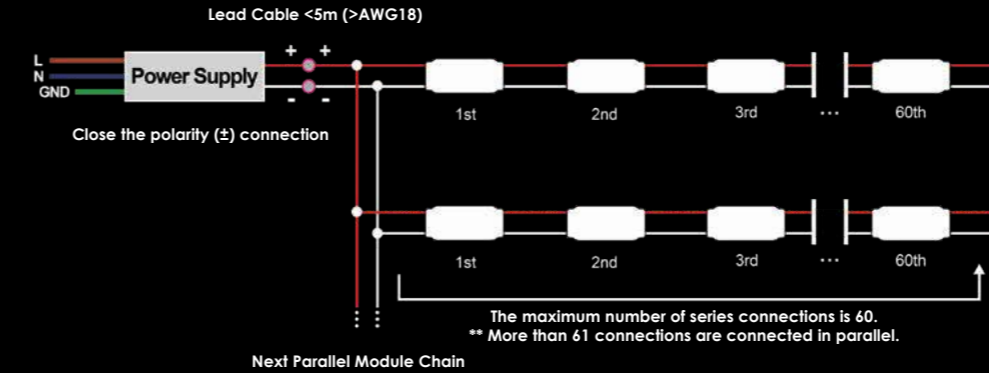 Lead Cable <5m (>AWG18)
+ +
L
N
GND
Power Supply
- -
1st 2nd 3rd ... 60th
Close the polarity (±) connection
1st 2nd 3rd ... 60th
The maximum number of series connections is 60.
** More than 61 connections are connected in parallel.
Next Parallel Module Chain